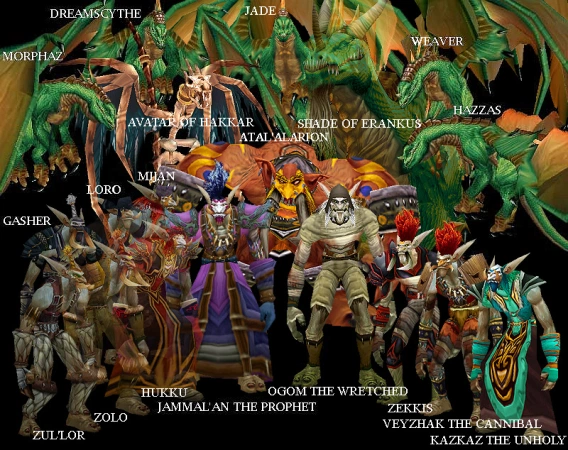 DREAMSCYTHE
JADE
WEAVER
MORPHAZ
HAZZAS
AVATAR OF HAKKAR
SHADE OF ERANKUS
ATAL'ALARION
MIJAN
LORO
GASHER
HUKKU
OGOM THE WRETCHED
JAMMAL'AN THE PROPHET
ZEKKIS
ZOLO
VEYZHAK THE CANNIBAL
ZUL'LOR
KAZKAZ THE UNHOLY